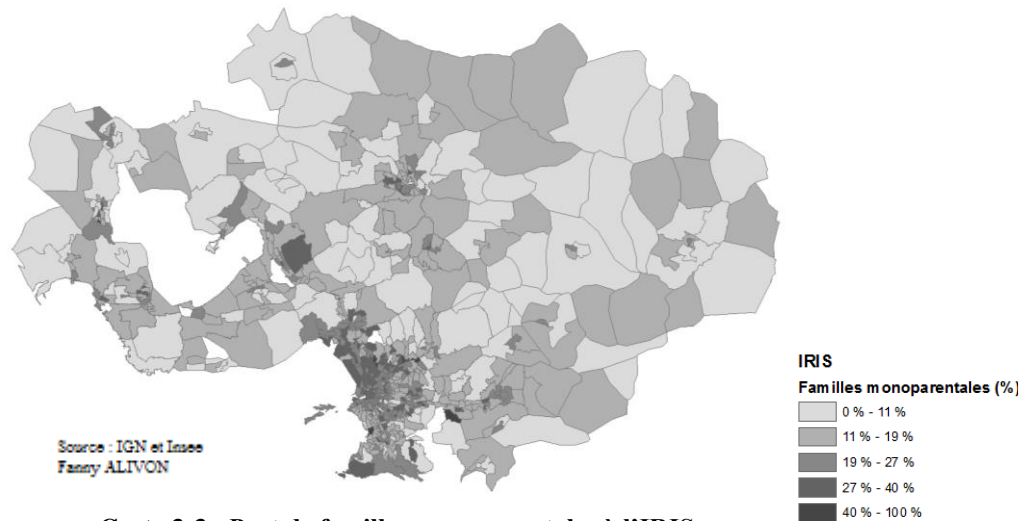 Source : IGN et Insee
Fanny ALIVON
IRIS
Familles monoparentales (%)
0 % - 11 %
11 % - 19 %
19 % - 27 %
27 % - 40 %
40 % - 100 %